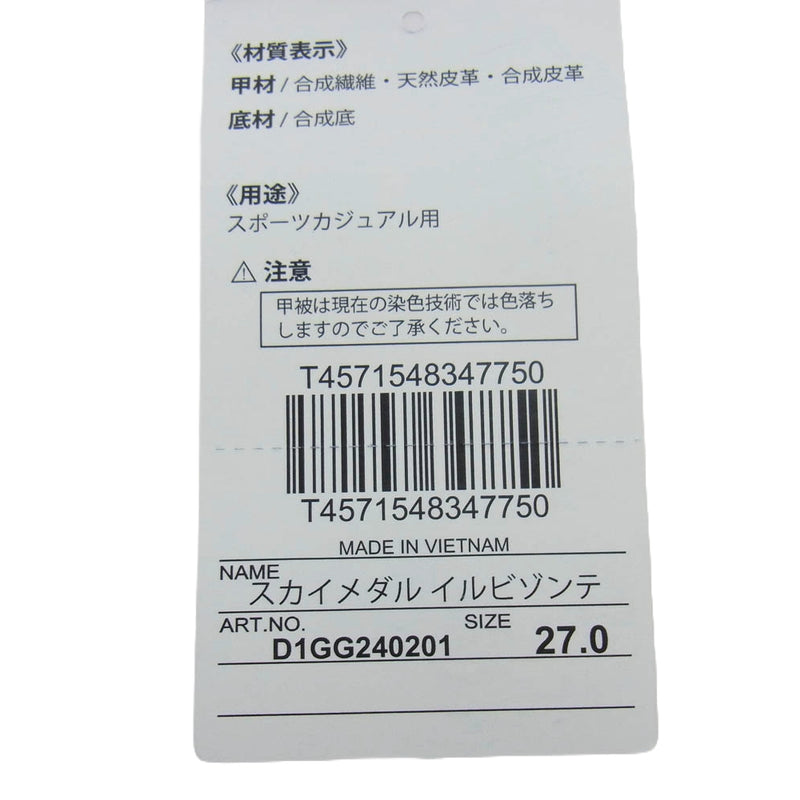 《材質表示》
甲材 / 合成繊維・天然皮革・合成皮革
底材 / 合成底
《用途》
スポーツカジュアル用
⚠ 注意
甲被は現在の染色技術では色落ち
しますのでご了承ください。
T4571548347750
T4571548347750
MADE IN VIETNAM
NAME
スカイメダル イルビゾンテ
ART.NO. SIZE
D1GG240201 27.0